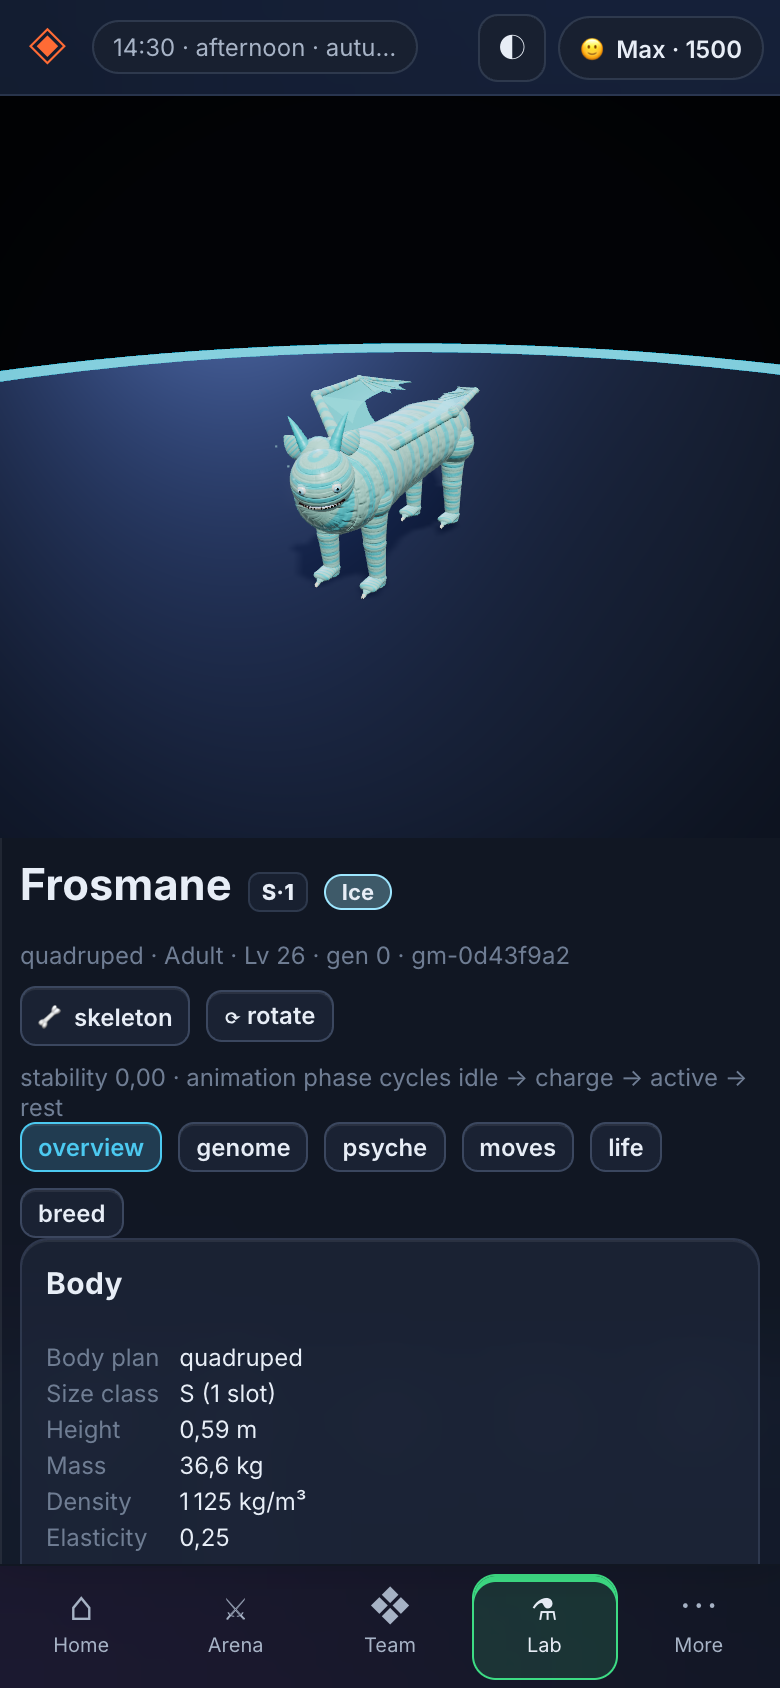 14:30 · afternoon · autu...
Max · 1500
Frosmane S·1 Ice
quadruped · Adult · Lv 26 · gen 0 · gm-0d43f9a2
skeleton ⟳ rotate
stability 0,00 · animation phase cycles idle → charge → active →
rest
overview genome psyche moves life
breed
Body
Body plan quadruped
Size class S (1 slot)
Height 0,59 m
Mass 36,6 kg
Density 1 125 kg/m³
Elasticity 0,25
Home Arena Team Lab More